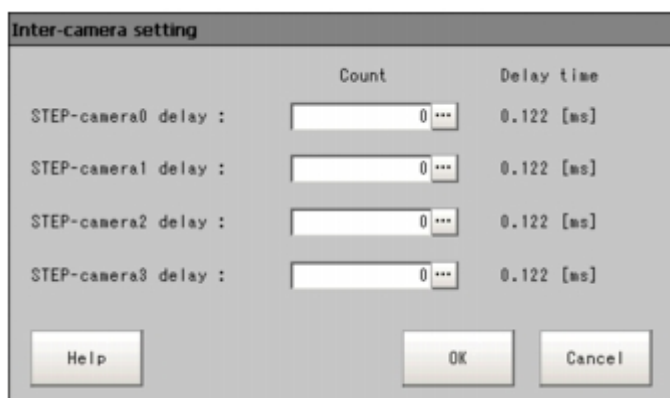 Inter-camera setting
Count Delay time
STEP-camera0 delay : 0 ... 0.122 [ms]
STEP-camera1 delay : 0 ... 0.122 [ms]
STEP-camera2 delay : 0 ... 0.122 [ms]
STEP-camera3 delay : 0 ... 0.122 [ms]
Help OK Cancel